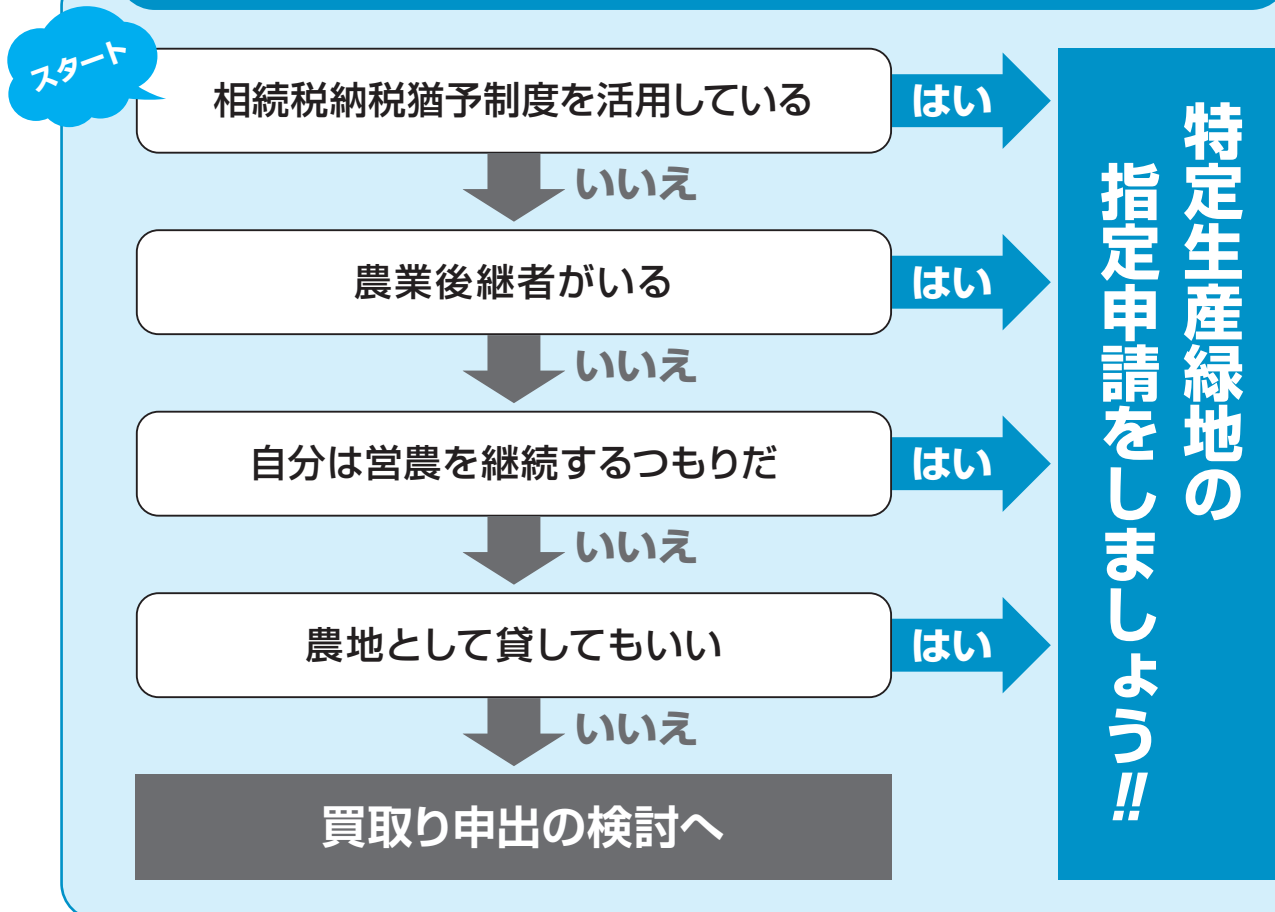 スタート
相続税納税猶予制度を活用している
はい
いいえ
農業後継者がいる
はい
いいえ
自分は営農を継続するつもりだ
はい
いいえ
農地として貸してもいい
はい
いいえ
買取り申出の検討へ
特定生産緑地の
指定申請をしましょう!!